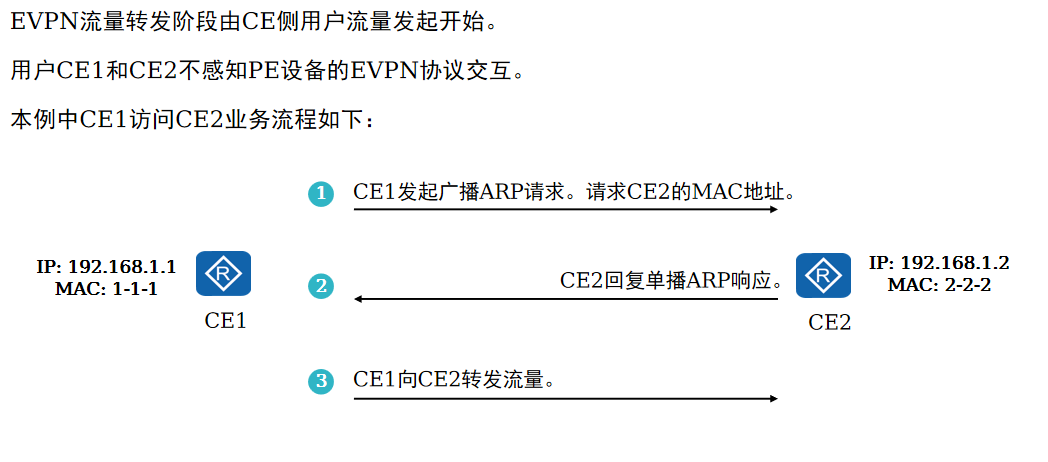 EVPN流量转发阶段由CE侧用户流量发起开始。
用户CE1和CE2不感知PE设备的EVPN协议交互。
本例中CE1访问CE2业务流程如下：
1 CE1发起广播ARP请求。请求CE2的MAC地址。
IP: 192.168.1.1
MAC: 1-1-1
R
CE1
2 CE2回复单播ARP响应。
R
IP: 192.168.1.2
MAC: 2-2-2
CE2
3 CE1向CE2转发流量。